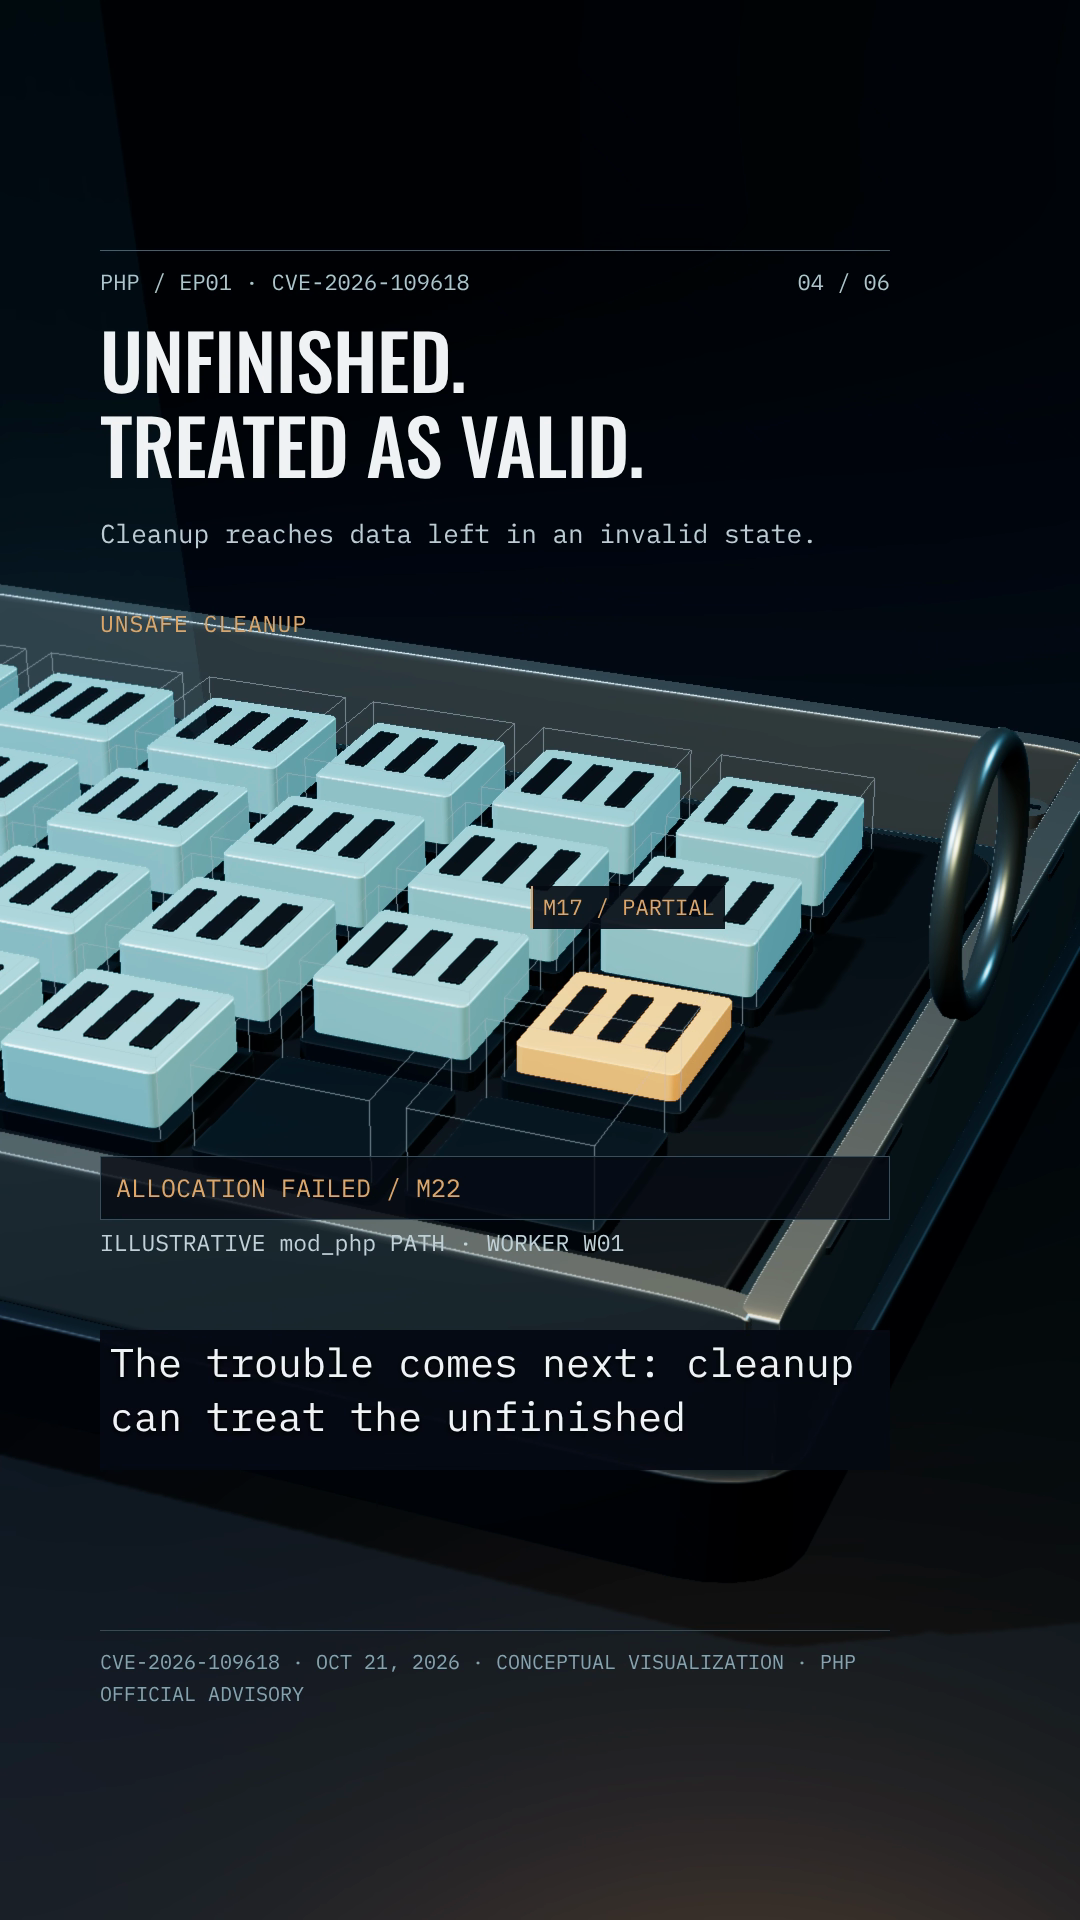 PHP / EP01 · CVE-2026-109618
04 / 06
UNFINISHED.
TREATED AS VALID.
Cleanup reaches data left in an invalid state.
UNSAFE CLEANUP
M17 / PARTIAL
ALLOCATION FAILED / M22
ILLUSTRATIVE mod_php PATH · WORKER W01
The trouble comes next: cleanup
can treat the unfinished
CVE-2026-109618 · OCT 21, 2026 · CONCEPTUAL VISUALIZATION · PHP
OFFICIAL ADVISORY